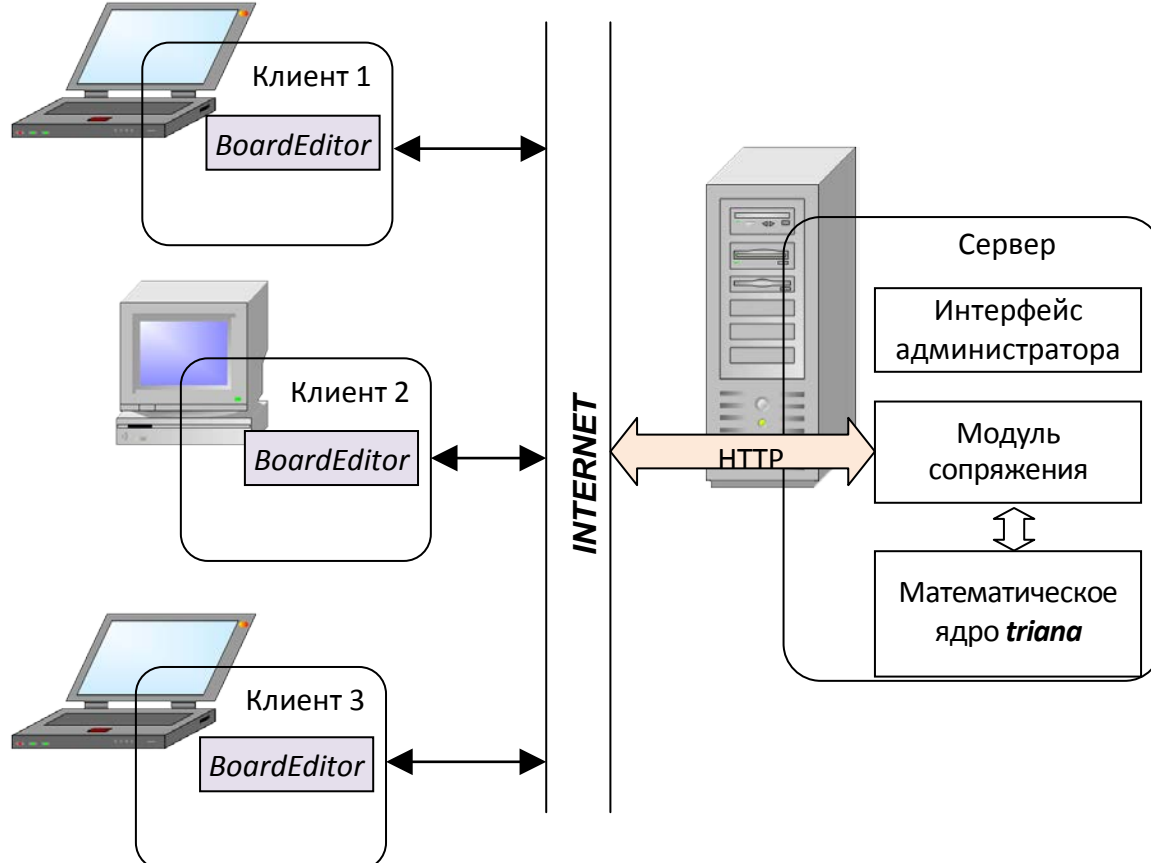 Клиент 1
BoardEditor
Клиент 2
BoardEditor
Клиент 3
BoardEditor
INTERNET
HTTP
Сервер
Интерфейс
администратора
Модуль
сопряжения
Математическое
ядро triana